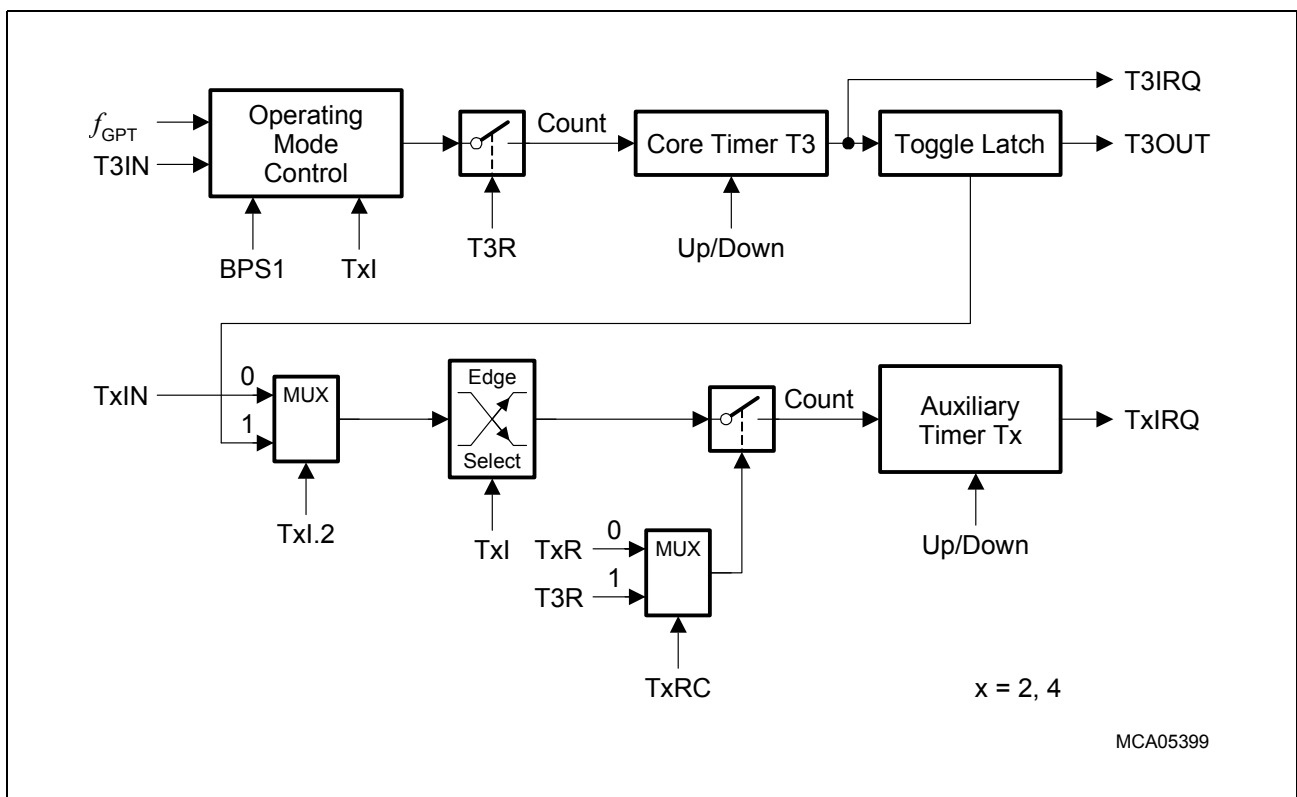 T3IRQ
fGPT
T3IN
Operating
Mode
Control
Count
Core Timer T3
Toggle Latch
T3OUT
BPS1
TxI
T3R
Up/Down
TxIN
0
1
MUX
TxI.2
Edge
Select
TxI
Count
Auxiliary
Timer Tx
TxIRQ
Up/Down
TxR
0
T3R
1
MUX
TxRC
x = 2, 4
MCA05399